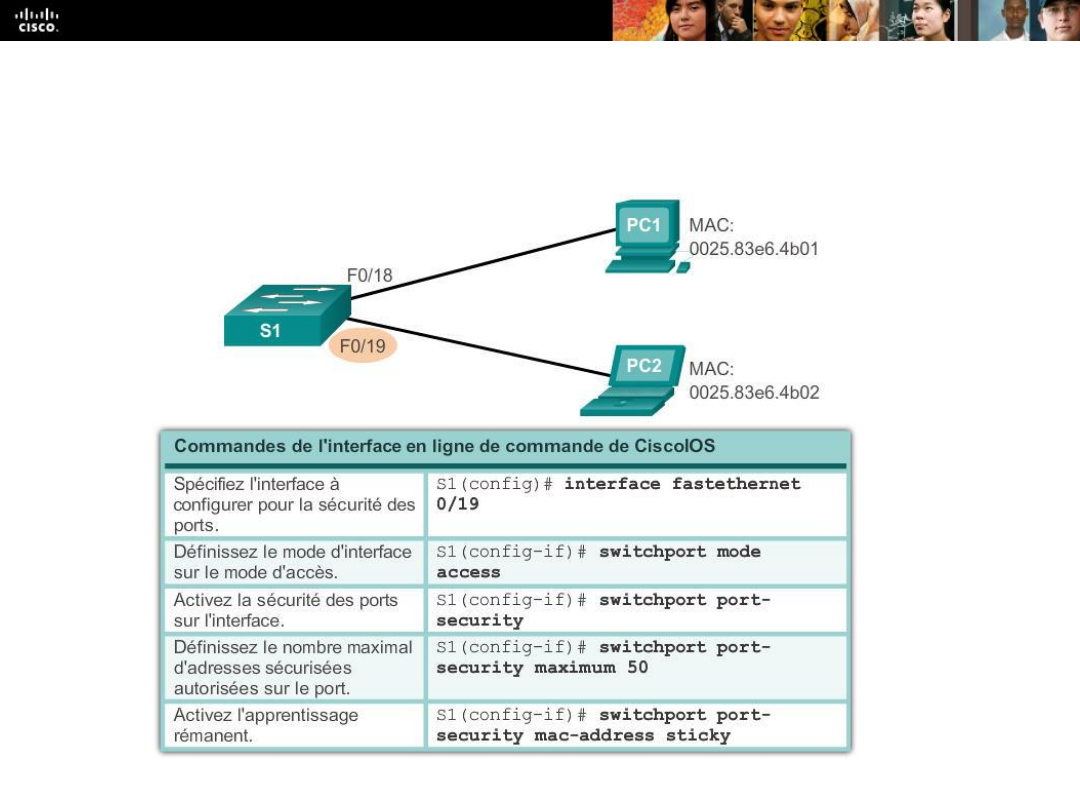 CISCO.
PC1
MAC:
0025.83e6.4b01
F0/18
S1
F0/19
PC2
MAC:
0025.83e6.4b02
Commandes de l'interface en ligne de commande de CiscoIOS
Spécifiez l'interface à
configurer pour la sécurité des
ports.
S1(config)# interface fastethernet
0/19
Définissez le mode d'interface
sur le mode d'accès.
S1(config-if)# switchport mode
access
Activez la sécurité des ports
sur l'interface.
S1(config-if)# switchport port-
security
Définissez le nombre maximal
d'adresses sécurisées
autorisées sur le port.
S1(config-if)# switchport port-
security maximum 50
Activez l'apprentissage
rémanent.
S1(config-if)# switchport port-
security mac-address sticky